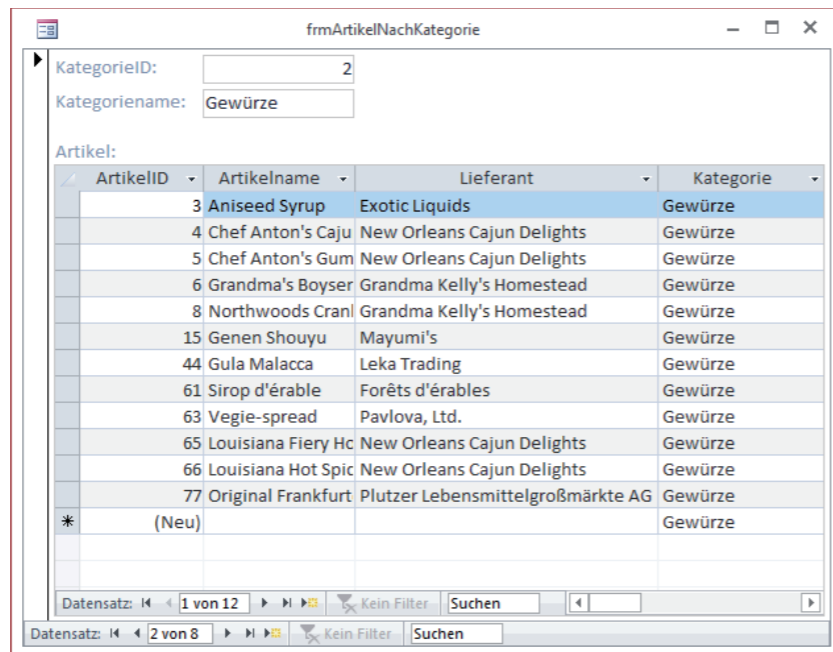 frmArtikelNachKategorie
KategorieID: 2
Kategoriename: Gewürze
Artikel:
ArtikelID Artikelname Lieferant Kategorie
3 Aniseed Syrup Exotic Liquids Gewürze
4 Chef Anton's Caju New Orleans Cajun Delights Gewürze
5 Chef Anton's Gum New Orleans Cajun Delights Gewürze
6 Grandma's Boyser Grandma Kelly's Homestead Gewürze
8 Northwoods Cran Grandma Kelly's Homestead Gewürze
15 Genen Shouyu Mayumi's Gewürze
44 Gula Malacca Leka Trading Gewürze
61 Sirop d'érable Forêts d'érables Gewürze
63 Vegie-spread Pavlova, Ltd. Gewürze
65 Louisiana Fiery Ho New Orleans Cajun Delights Gewürze
66 Louisiana Hot Spic New Orleans Cajun Delights Gewürze
77 Original Frankfurt Plutzer Lebensmittelgroßmärkte AG Gewürze
* (Neu) Gewürze
Datensatz: 1 von 12 Kein Filter Suchen
Datensatz: 2 von 8 Kein Filter Suchen